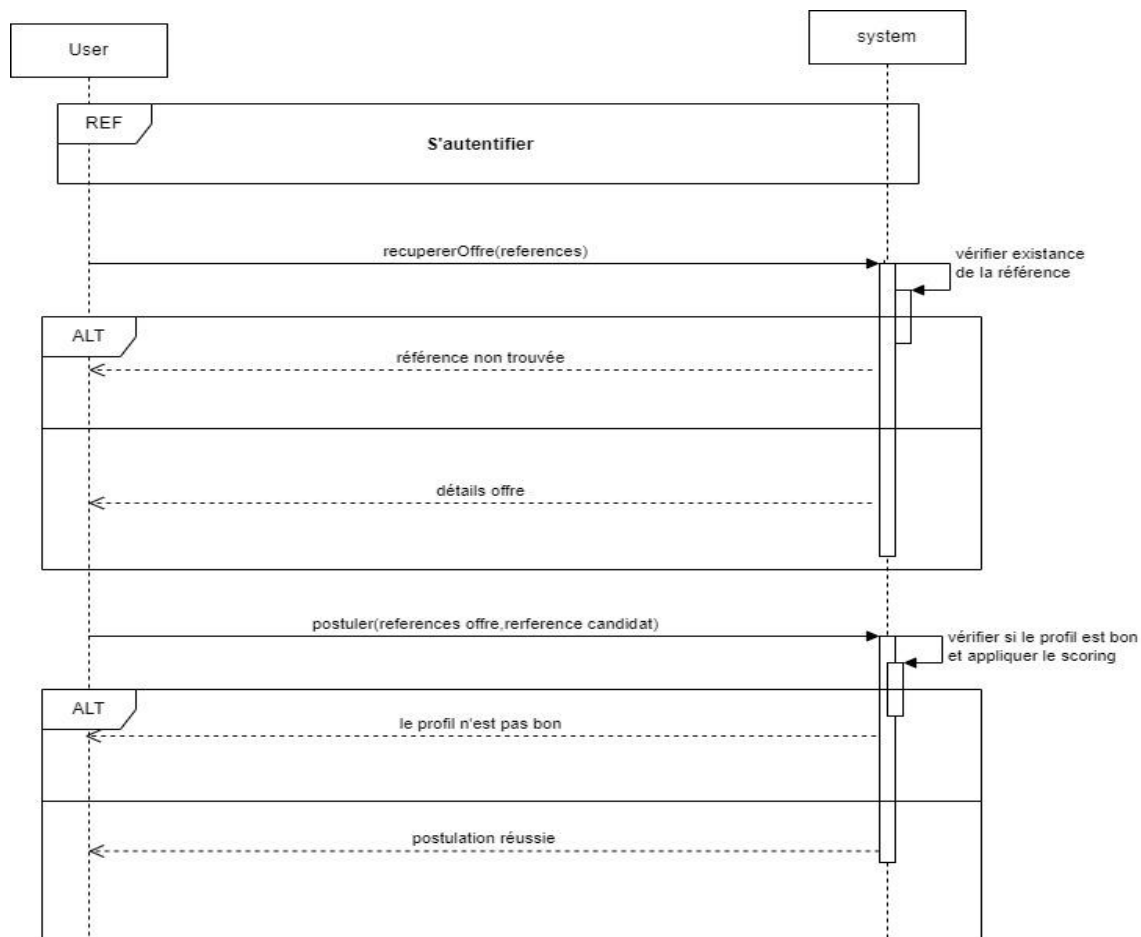 User
system
REF
S'autentifier
recupererOffre(references)
vérifier existance
de la référence
ALT
référence non trouvée
détails offre
postuler(references offre,rerference candidat)
vérifier si le profil est bon
et appliquer le scoring
ALT
le profil n'est pas bon
postulation réussie